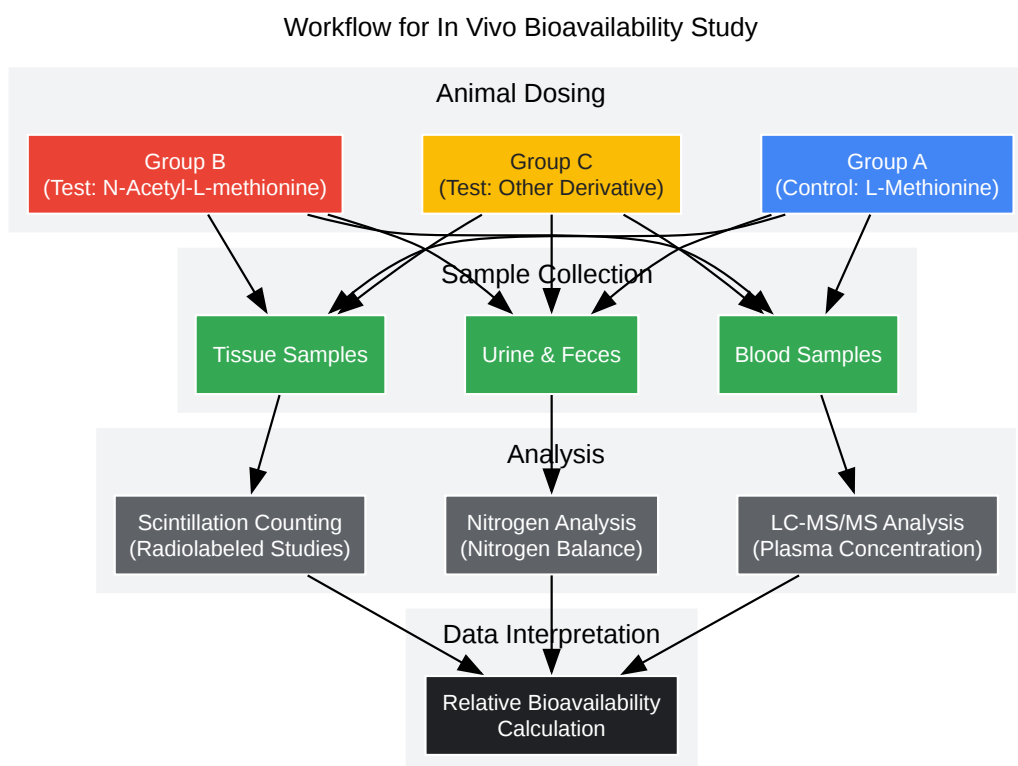 Workflow for In Vivo Bioavailability Study
Animal Dosing
Group B
(Test: N-Acetyl-L-methionine)
Group C
(Test: Other Derivative)
Group A
(Control: L-Methionine)
Sample Collection
Tissue Samples
Urine & Feces
Blood Samples
Analysis
Scintillation Counting
(Radiolabeled Studies)
Nitrogen Analysis
(Nitrogen Balance)
LC-MS/MS Analysis
(Plasma Concentration)
Data Interpretation
Relative Bioavailability
Calculation